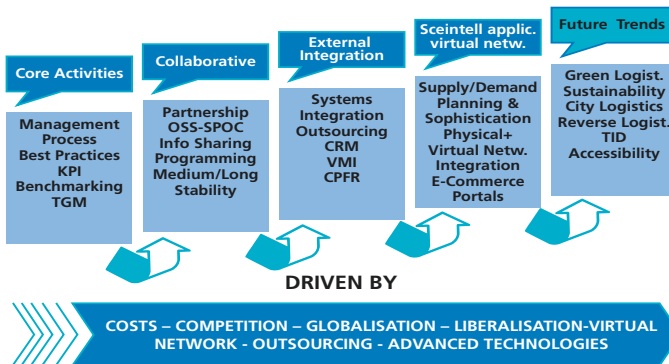 Core Activities
Management
Process
Best Practices
KPI
Benchmarking
TGM
Collaborative
Partnership
OSS-SPOC
Info Sharing
Programming
Medium/Long
Stability
External
Integration
Systems
Integration
Outsourcing
CRM
VMI
CPFR
Sceintell applic.
virtual netw.
Supply/Demand
Planning &
Sophistication
Physical+
Virtual Netw.
Integration
E-Commerce
Portals
Future Trends
Green Logist.
Sustainability
City Logistics
Reverse Logist.
TID
Accessibility
DRIVEN BY
COSTS – COMPETITION – GLOBALISATION – LIBERALISATION-VIRTUAL
NETWORK - OUTSOURCING - ADVANCED TECHNOLOGIES